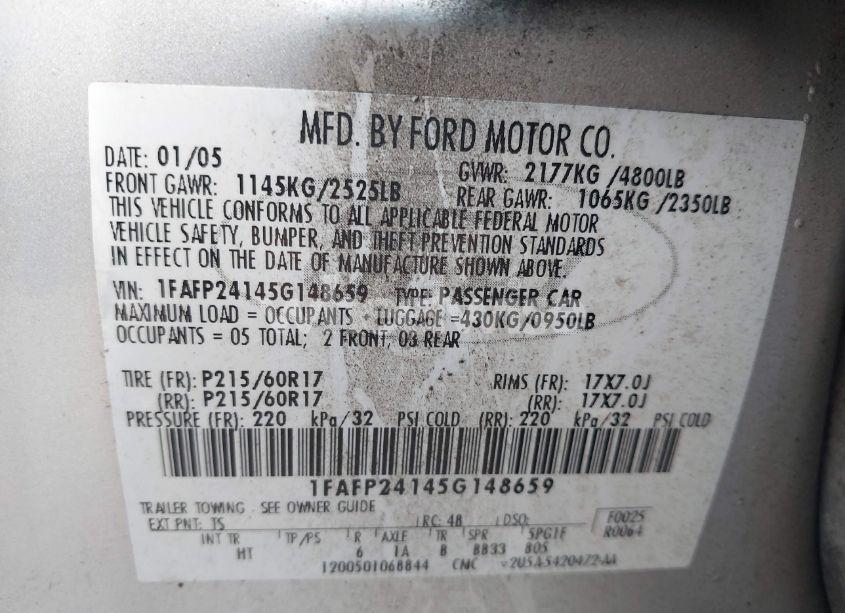 MFD. BY FORD MOTOR CO.
DATE: 01/05 GVWR: 2177KG /4800LB
FRONT GAWR: 1145KG/2525LB REAR GAWR: 1065KG /2350LB
THIS VEHICLE CONFORMS TO ALL APPLICABLE FEDERAL MOTOR
VEHICLE SAFETY, BUMPER, AND THEFT PREVENTION STANDARDS
IN EFFECT ON THE DATE OF MANUFACTURE SHOWN ABOVE.
VIN: 1FAFP24145G148659 TYPE: PASSENGER CAR
MAXIMUM LOAD = OCCUPANTS + LUGGAGE =430KG/0950LB
OCCUPANTS = 05 TOTAL; 2 FRONT, 03 REAR
TIRE (FR): P215/60R17 RIMS (FR): 17X7.0J
(RR): P215/60R17 (RR): 17X7.0J
PRESSURE (FR): 220 kPa/32 PSI COLD (RR): 220 kPa/32 PSI COLD
1FAFP24145G148659
TRAILER TOWING - SEE OWNER GUIDE
EXT PNT: TS RC: 48 DSO: F0025
R0064
INT TR TP/PS R AXLE TR SPR
HT 6 1A B BB33 805
1200501068844 CMC